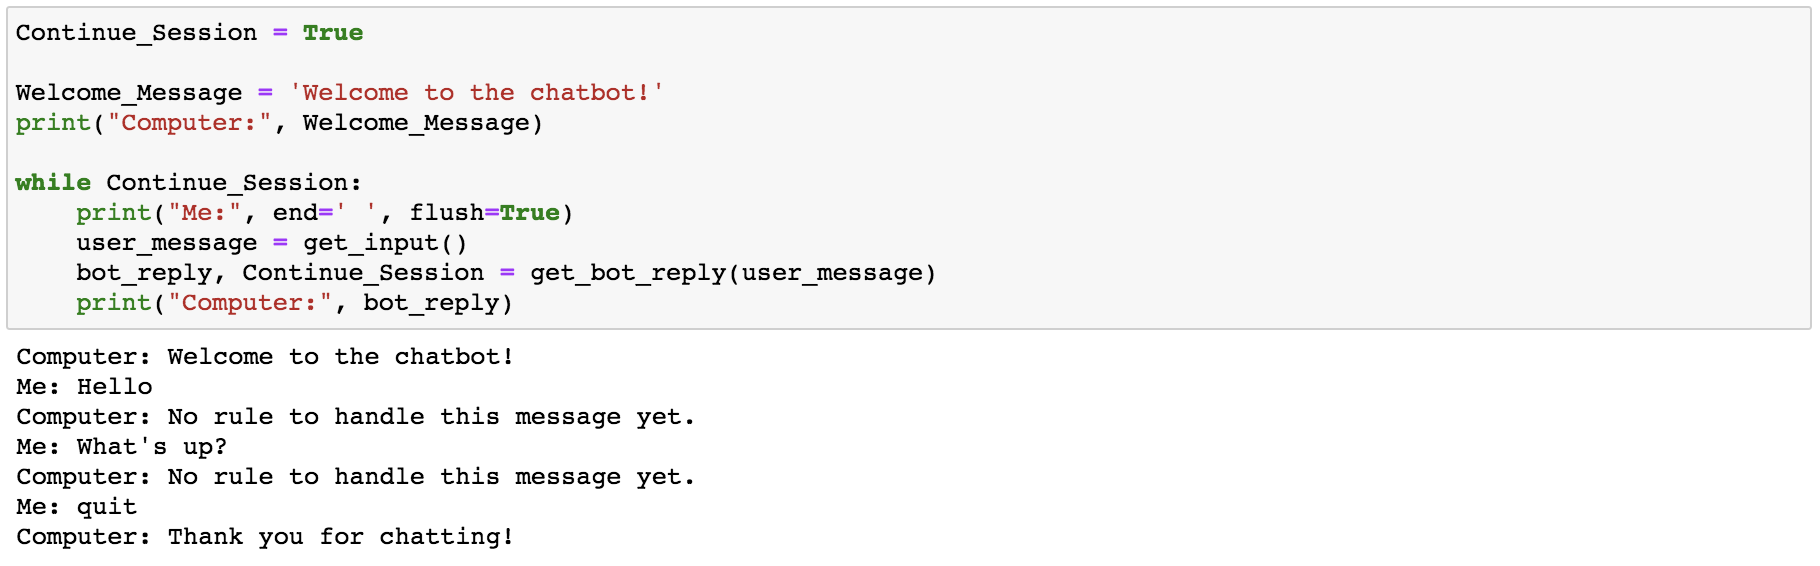 Continue_Session = True
Welcome_Message = 'Welcome to the chatbot!'
print("Computer:", Welcome_Message)
while Continue_Session:
    print("Me:", end=' ', flush=True)
    user_message = get_input()
    bot_reply, Continue_Session = get_bot_reply(user_message)
    print("Computer:", bot_reply)
Computer: Welcome to the chatbot!
Me: Hello
Computer: No rule to handle this message yet.
Me: What's up?
Computer: No rule to handle this message yet.
Me: quit
Computer: Thank you for chatting!